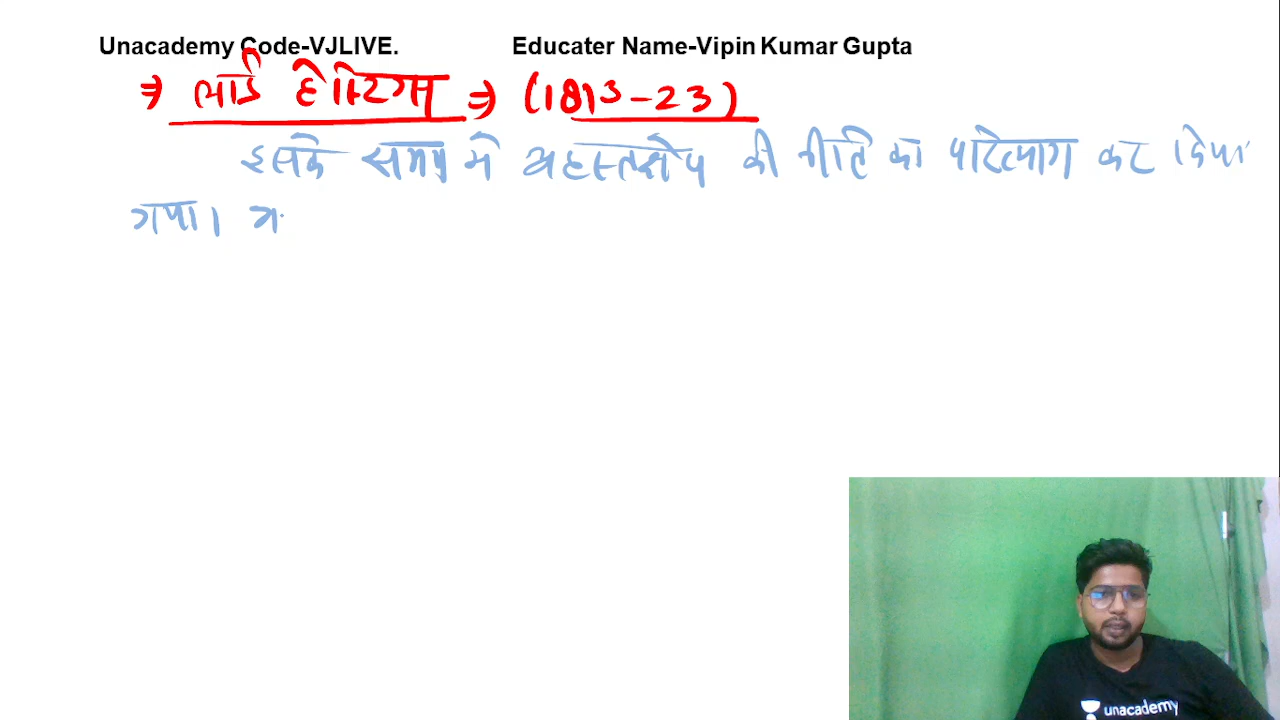 Unacademy Code-VJLIVE. Educater Name-Vipin Kumar Gupta
⇒ लार्ड हेस्टिंग्स ⇒ (1813-23)
इसके समय में अहस्तक्षेप की नीति का परित्याग कर दिया
गया।
unacademy